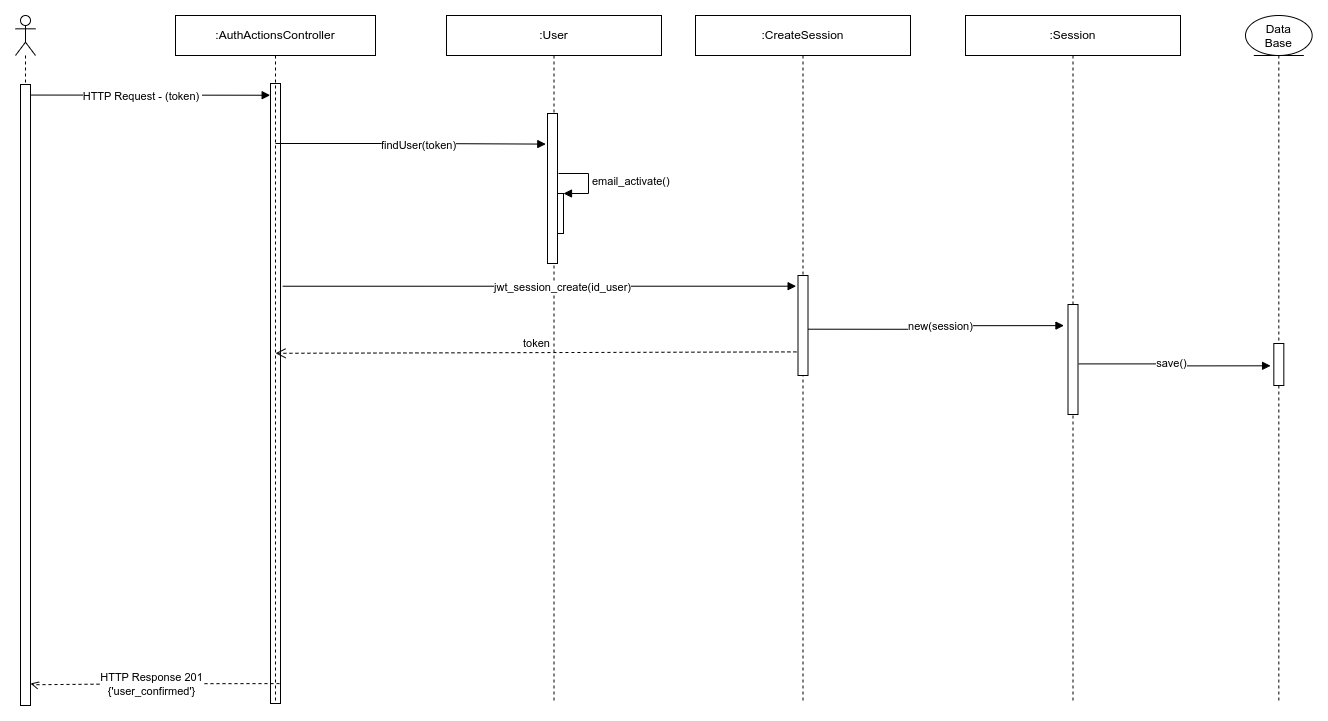 :AuthActionsController
:User
:CreateSession
:Session
Data
Base
HTTP Request - (token)
findUser(token)
email_activate()
jwt_session_create(id_user)
new(session)
token
save()
HTTP Response 201
{'user_confirmed'}